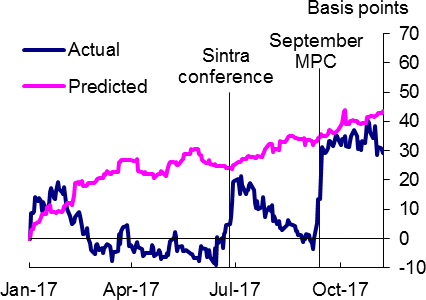 Basis points
Actual
Predicted
Sintra
conference
September
MPC
70
60
50
40
30
20
10
0
-10
Jan-17 Apr-17 Jul-17 Oct-17